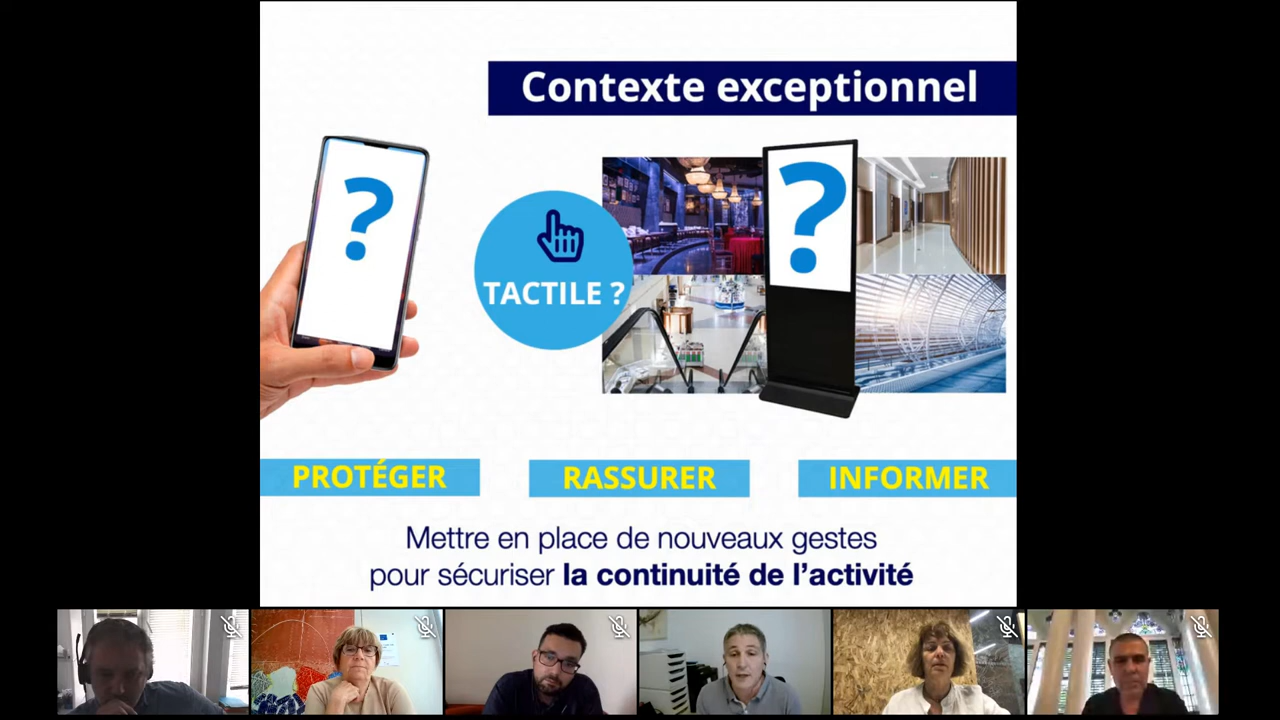 Contexte exceptionnel
?
?
TACTILE ?
PROTÉGER
RASSURER
INFORMER
Mettre en place de nouveaux gestes
pour sécuriser la continuité de l'activité